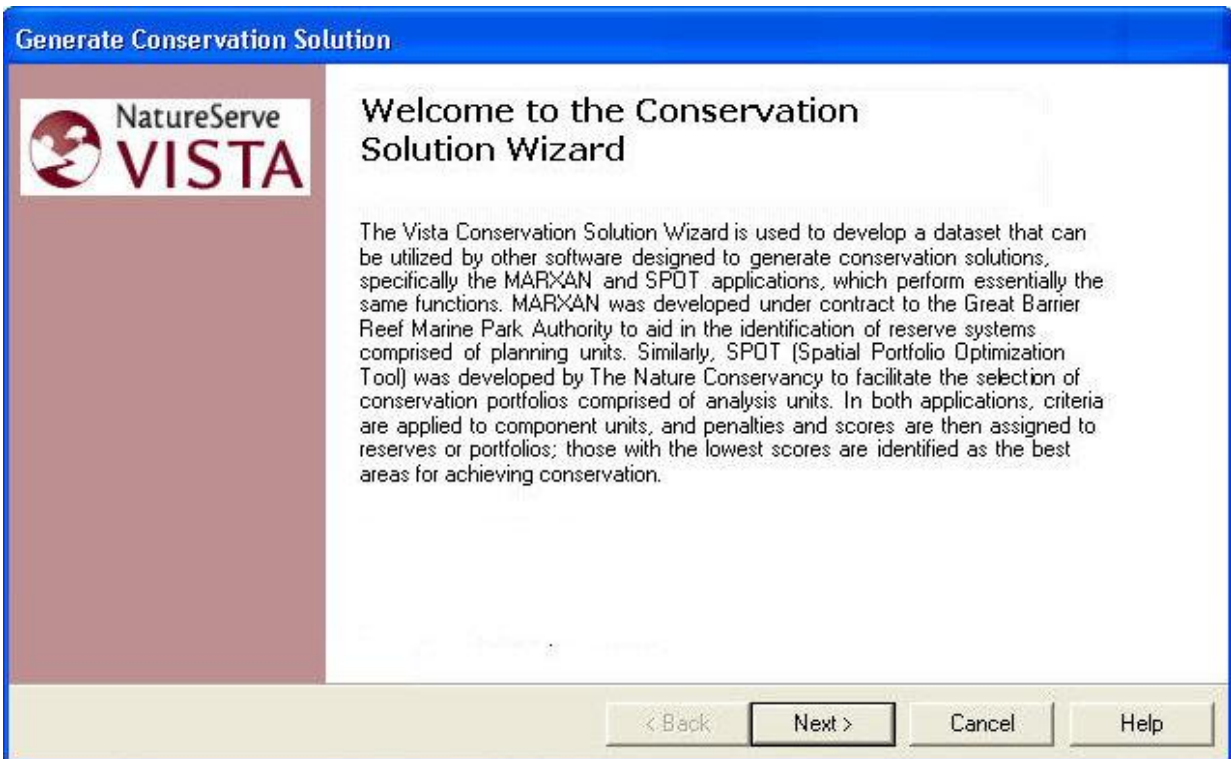 Generate Conservation Solution
NatureServe
VISTA
Welcome to the Conservation
Solution Wizard
The Vista Conservation Solution Wizard is used to develop a dataset that can
be utilized by other software designed to generate conservation solutions,
specifically the MARXAN and SPOT applications, which perform essentially the
same functions. MARXAN was developed under contract to the Great Barrier
Reef Marine Park Authority to aid in the identification of reserve systems
comprised of planning units. Similarly, SPOT (Spatial Portfolio Optimization
Tool) was developed by The Nature Conservancy to facilitate the selection of
conservation portfolios comprised of analysis units. In both applications, criteria
are applied to component units, and penalties and scores are then assigned to
reserves or portfolios; those with the lowest scores are identified as the best
areas for achieving conservation.
< Back Next > Cancel Help